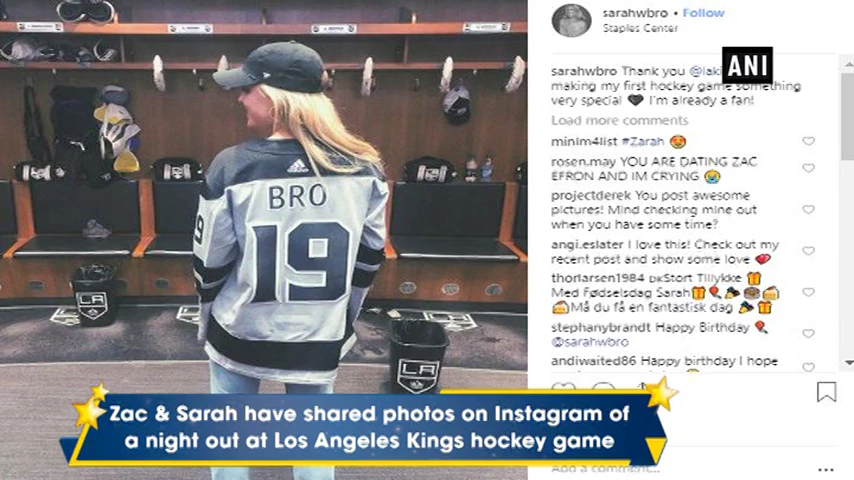 BRO
19
LA
LA
sarahwbro • Follow
Staples Center
ANI
sarahwbro Thank you
making my first hockey game something
very special 🖤 I'm already a fan!
Load more comments
minim4list #Zarah 😍
rosen.may YOU ARE DATING ZAC
EFRON AND IM CRYING 😭
projectderek You post awesome
pictures! Mind checking mine out
when you have some time?
angi.eslater I love this! Check out my
recent post and show some love 💕
thorlarsen1984 DKStort Tillykke 🎁
Med Fødselsdag Sarah🎁🎈🎉🎂🍰
🍰Må du få en fantastisk dag 🎉🎁
stephanybrandt Happy Birthday 🎈
@sarahwbro
andiwaited86 Happy birthday I hope
Add a comment...
Zac & Sarah have shared photos on Instagram of
a night out at Los Angeles Kings hockey game